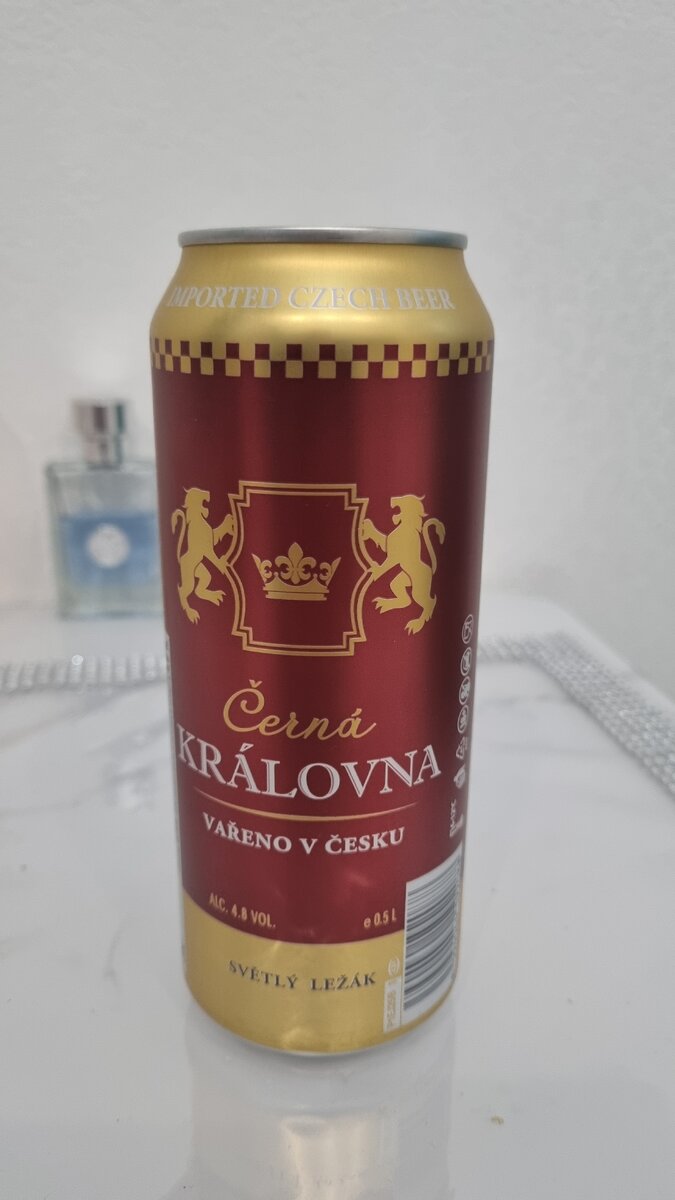 IMPORTED CZECH BEER
Černá
KRÁLOVNA
VAŘENO V ČESKU
ALC. 4.8 VOL.
e 0.5 L
SVĚTLÝ LEŽÁK